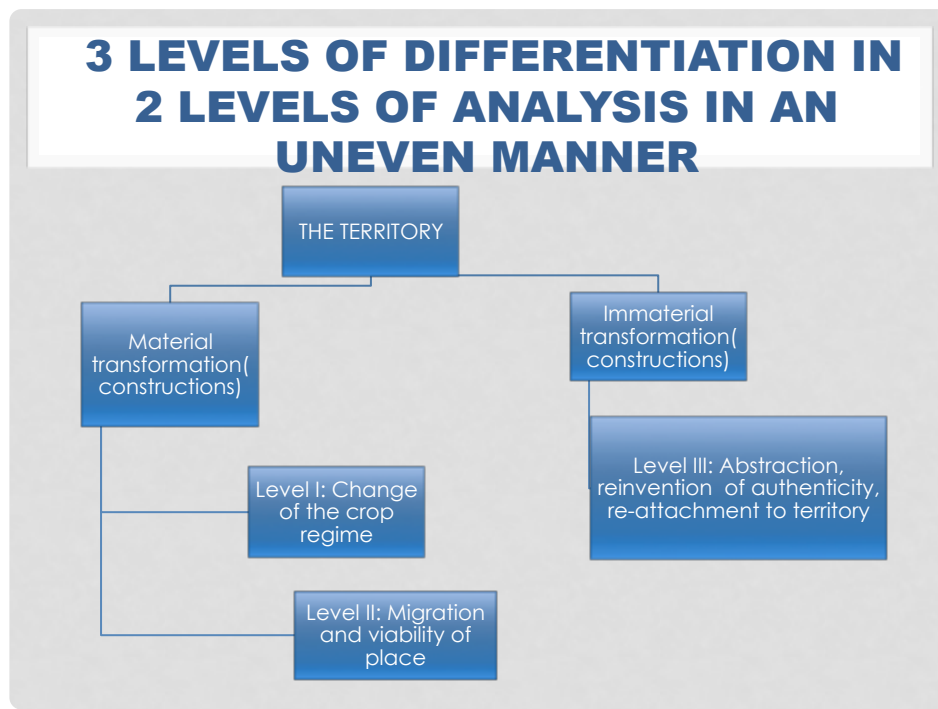 3 LEVELS OF DIFFERENTIATION IN
2 LEVELS OF ANALYSIS IN AN
UNEVEN MANNER
THE TERRITORY
Material
transformation(
constructions)
Level I: Change
of the crop
regime
Level II: Migration
and viability of
place
Immaterial
transformation(
constructions)
Level III: Abstraction,
reinvention of authenticity,
re-attachment to territory